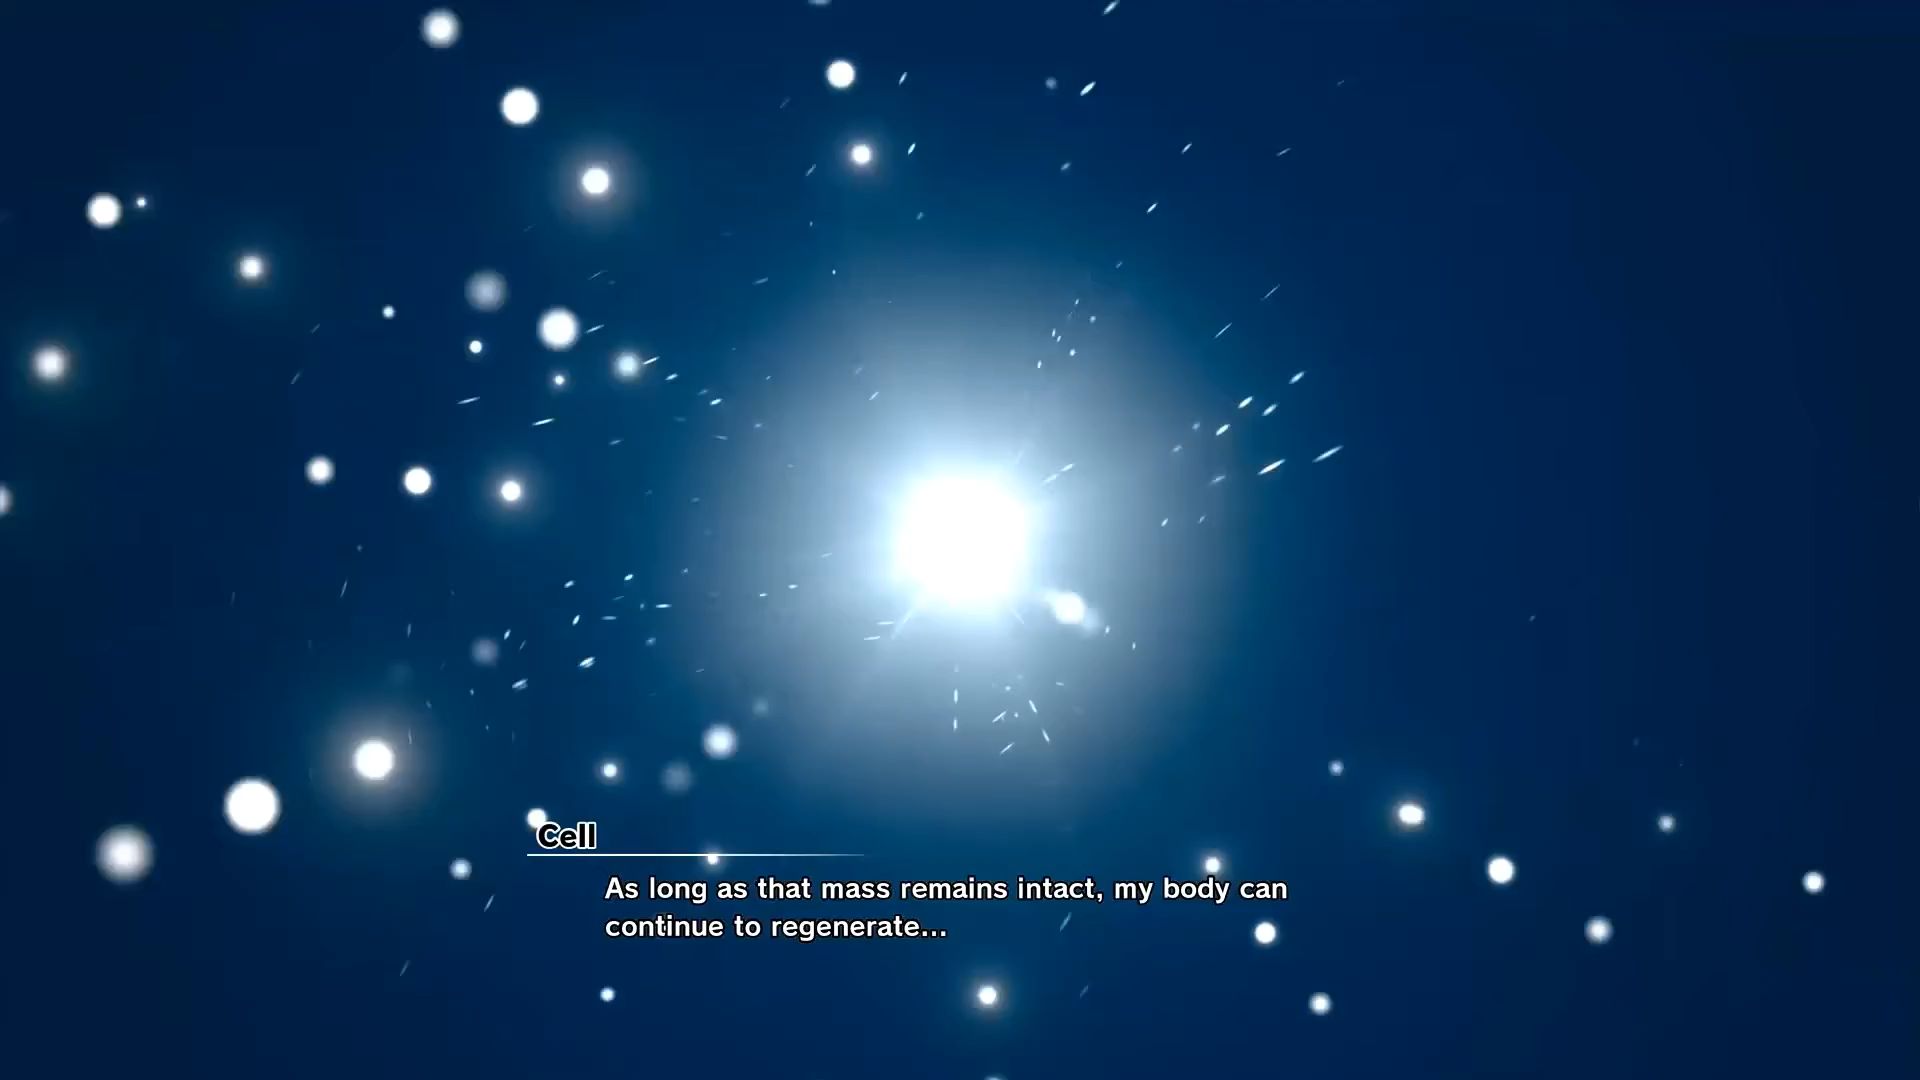 Cell
As long as that mass remains intact, my body can
continue to regenerate...